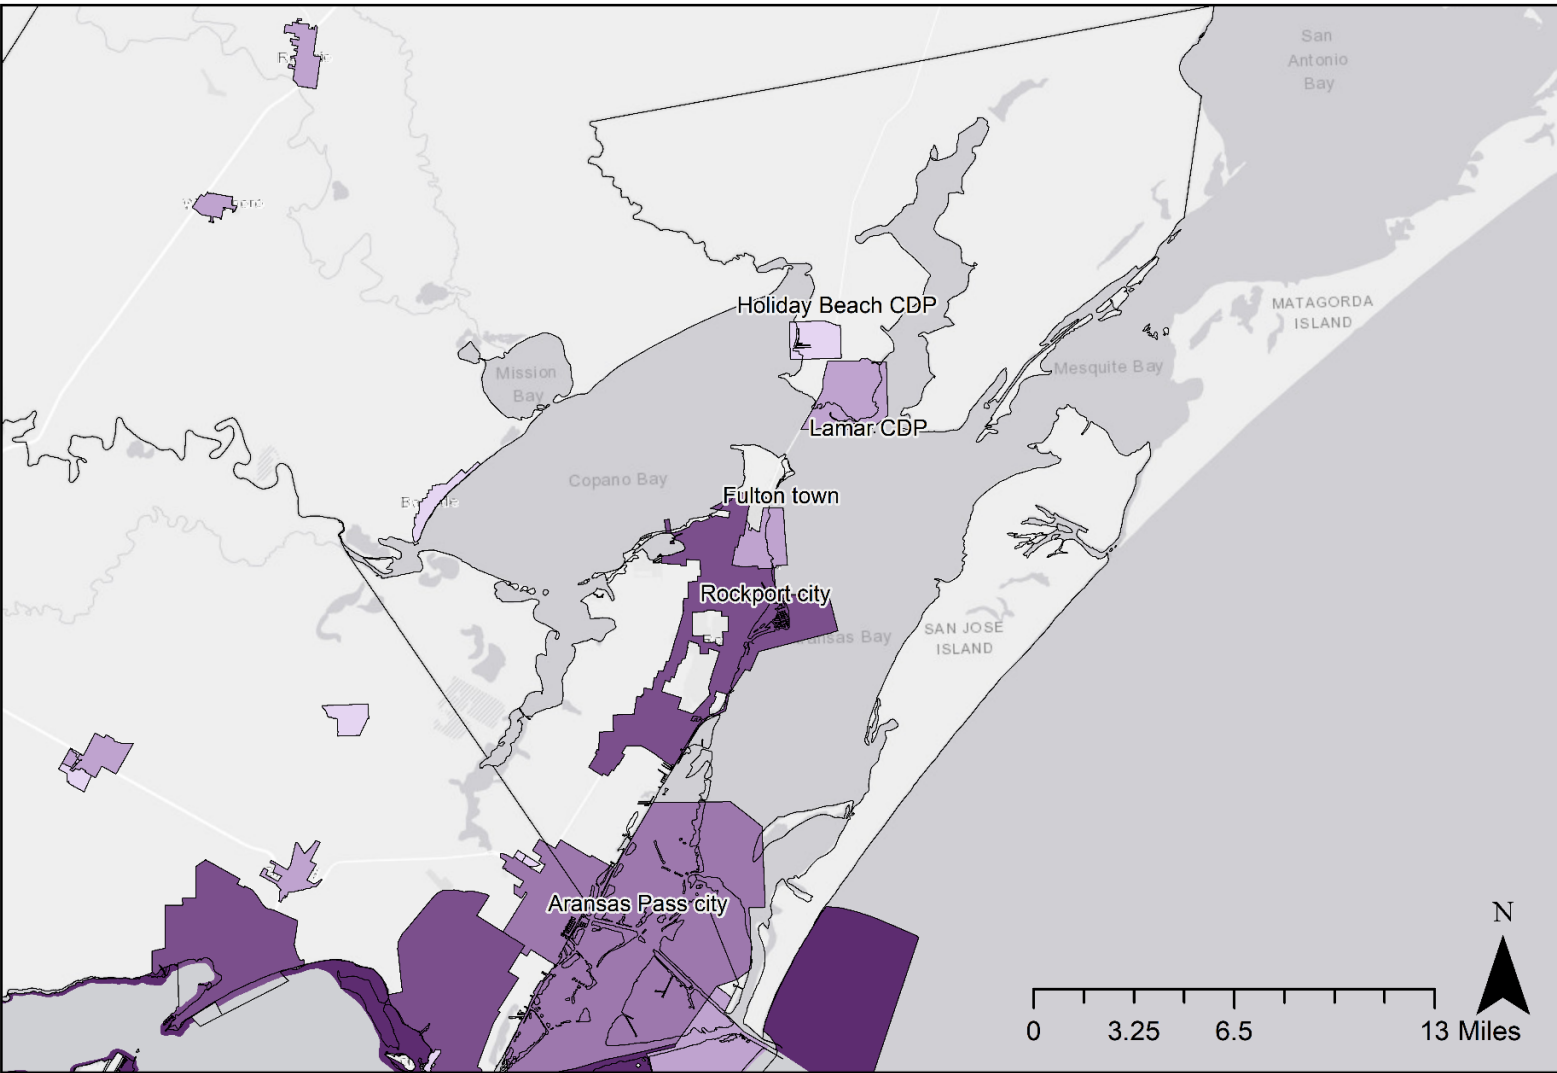 San
Antonio
Bay
Holiday Beach CDP
MATAGORDA
ISLAND
Mission
Bay
Mesquite Bay
Lamar CDP
Copano Bay
Fulton town
Rockport city
SAN JOSE
ISLAND
Bay
Aransas Pass city
N
0 3.25 6.5 13 Miles